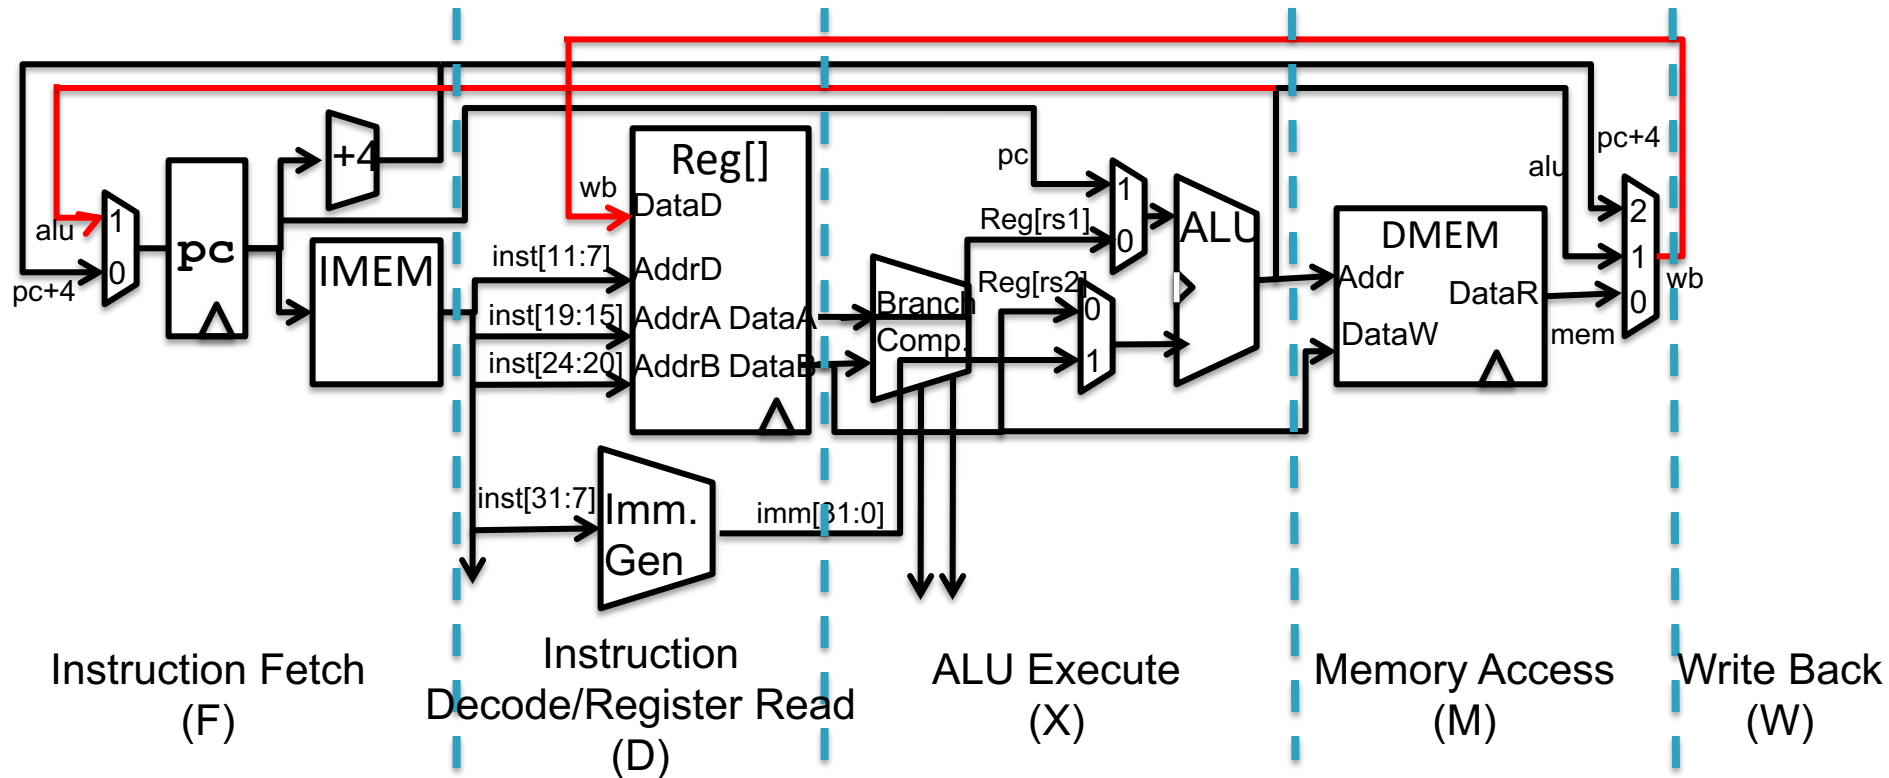 alu
pc+4
1
0
pc
+4
IMEM
inst[11:7]
inst[19:15]
inst[24:20]
inst[31:7]
wb
Reg[]
DataD
AddrD
AddrA DataA
AddrB DataB
Imm.
Gen
imm[31:0]
Branch
Comp.
pc
Reg[rs1]
Reg[rs2]
1
0
0
1
ALU
DMEM
Addr
DataR
DataW
alu
pc+4
mem
2
1
0
wb
Instruction Fetch
(F)
Instruction
Decode/Register Read
(D)
ALU Execute
(X)
Memory Access
(M)
Write Back
(W)